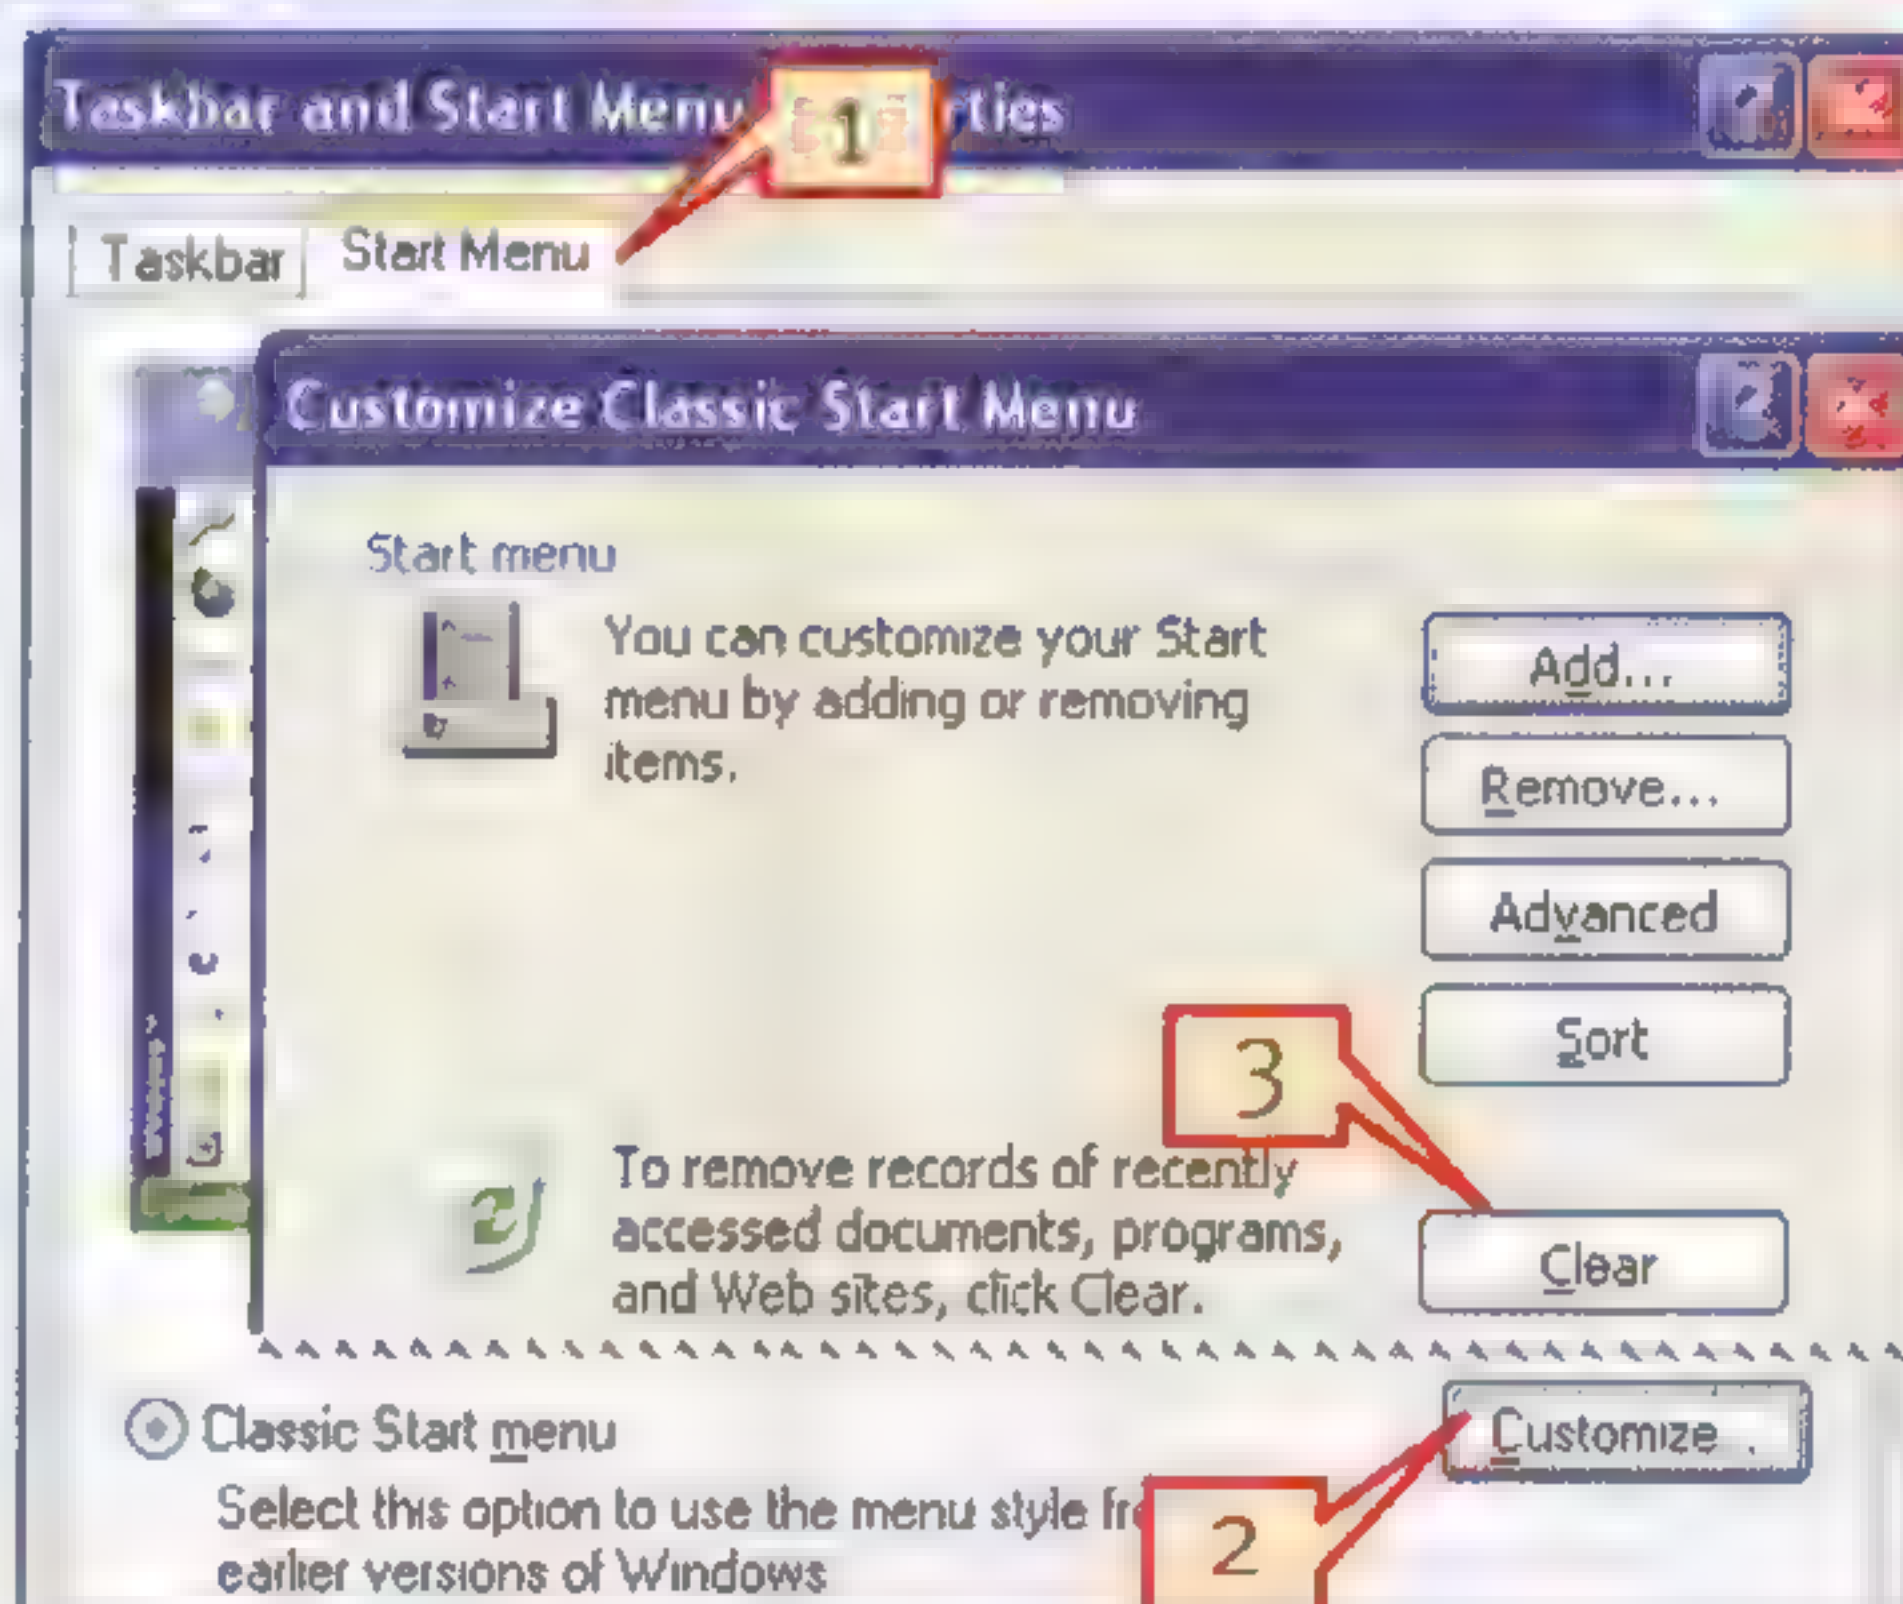 Taskbar and Start Menu rties
1
Taskbar
Start Menu
Customize Classic Start Menu
Start menu
You can customize your Start
menu by adding or removing
items.
Add...
Remove...
Advanced
Sort
3
To remove records of recently
accessed documents, programs,
and Web sites, click Clear.
Clear
Classic Start menu
Customize .
Select this option to use the menu style fr
earlier versions of Windows
2